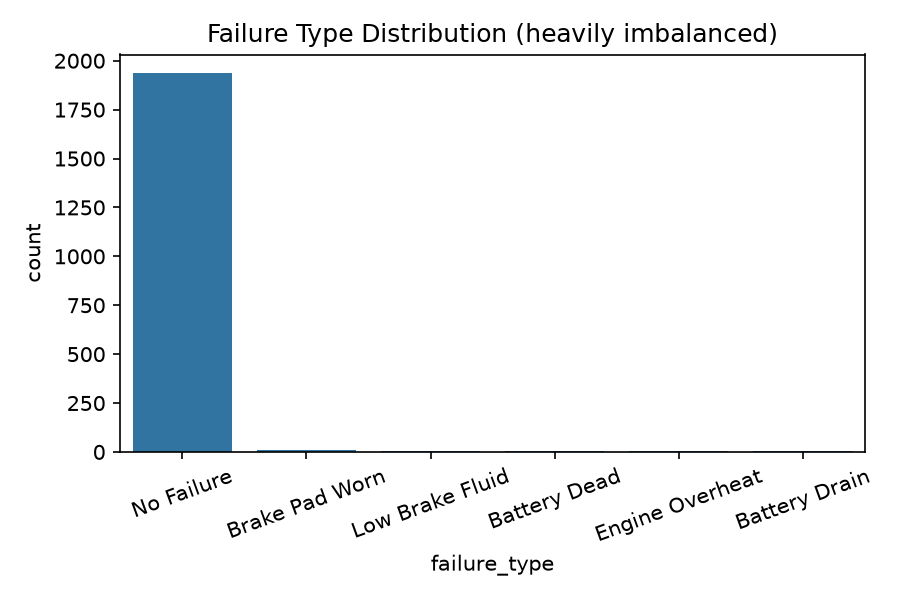 Failure Type Distribution (heavily imbalanced)
2000
1750
1500
1250
1000
750
500
250
0
count
No Failure
Brake Pad Worn
Low Brake Fluid
Battery Dead
Engine Overheat
Battery Drain
failure_type